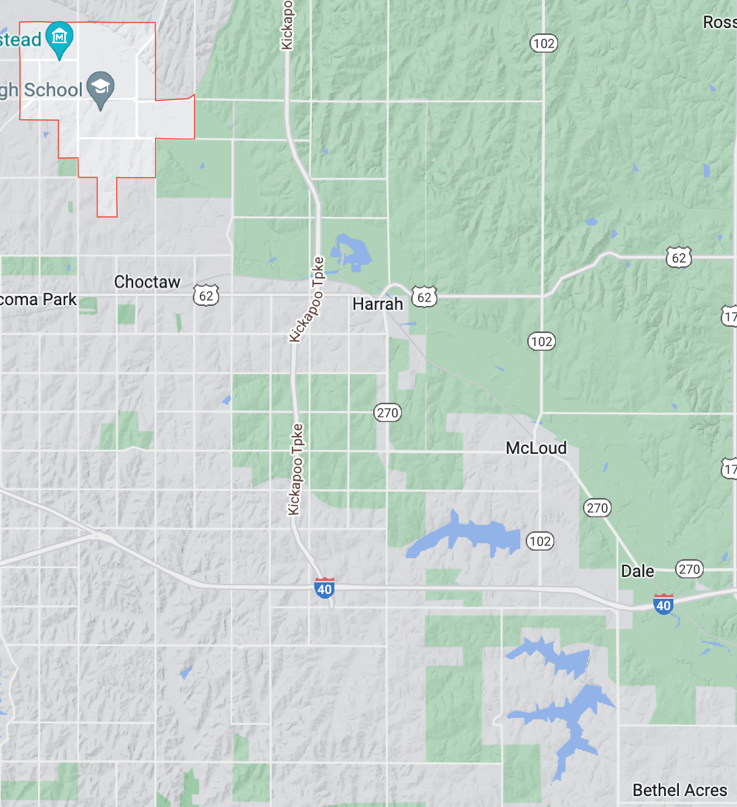 Kickapo
Ross
102
stead
gh School
62
Choctaw
62
Kickapoo Tpke
coma Park
Harrah
62
17
102
270
Kickapoo Tpke
McLoud
17
270
102
Dale
270
40
40
Bethel Acres